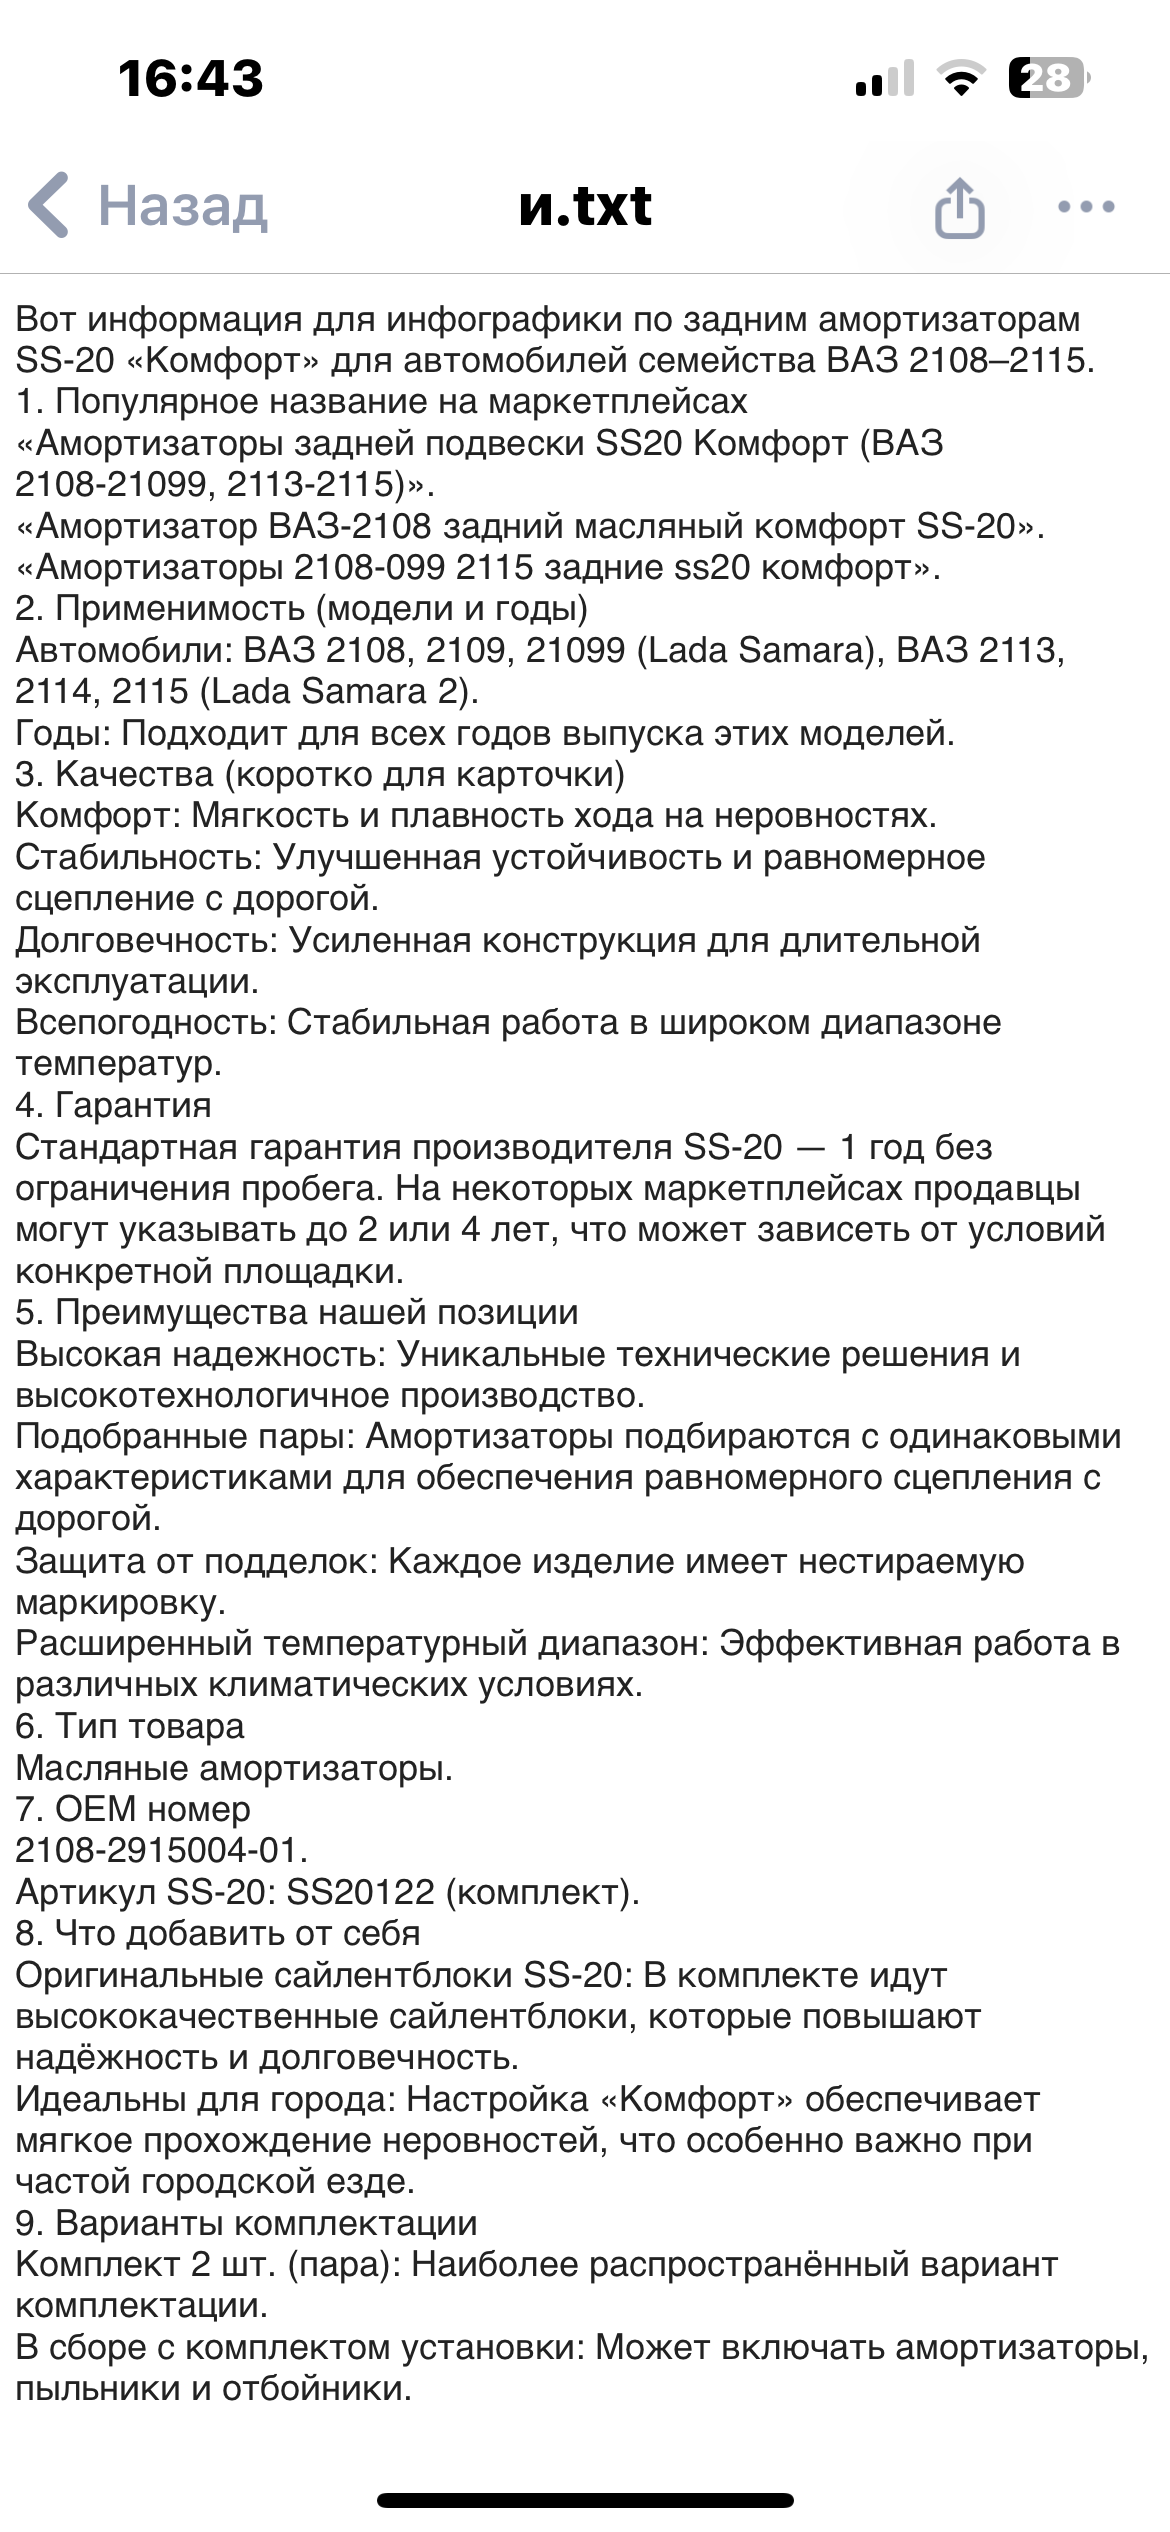 16:43
28
Назад
и.txt
Вот информация для инфографики по задним амортизаторам
SS-20 «Комфорт» для автомобилей семейства ВАЗ 2108–2115.
1. Популярное название на маркетплейсах
«Амортизаторы задней подвески SS20 Комфорт (ВАЗ
2108-21099, 2113-2115)».
«Амортизатор ВАЗ-2108 задний масляный комфорт SS-20».
«Амортизаторы 2108-099 2115 задние ss20 комфорт».
2. Применимость (модели и годы)
Автомобили: ВАЗ 2108, 2109, 21099 (Lada Samara), ВАЗ 2113,
2114, 2115 (Lada Samara 2).
Годы: Подходит для всех годов выпуска этих моделей.
3. Качества (коротко для карточки)
Комфорт: Мягкость и плавность хода на неровностях.
Стабильность: Улучшенная устойчивость и равномерное
сцепление с дорогой.
Долговечность: Усиленная конструкция для длительной
эксплуатации.
Всепогодность: Стабильная работа в широком диапазоне
температур.
4. Гарантия
Стандартная гарантия производителя SS-20 — 1 год без
ограничения пробега. На некоторых маркетплейсах продавцы
могут указывать до 2 или 4 лет, что может зависеть от условий
конкретной площадки.
5. Преимущества нашей позиции
Высокая надежность: Уникальные технические решения и
высокотехнологичное производство.
Подобранные пары: Амортизаторы подбираются с одинаковыми
характеристиками для обеспечения равномерного сцепления с
дорогой.
Защита от подделок: Каждое изделие имеет нестираемую
маркировку.
Расширенный температурный диапазон: Эффективная работа в
различных климатических условиях.
6. Тип товара
Масляные амортизаторы.
7. OEM номер
2108-2915004-01.
Артикул SS-20: SS20122 (комплект).
8. Что добавить от себя
Оригинальные сайлентблоки SS-20: В комплекте идут
высококачественные сайлентблоки, которые повышают
надёжность и долговечность.
Идеальны для города: Настройка «Комфорт» обеспечивает
мягкое прохождение неровностей, что особенно важно при
частой городской езде.
9. Варианты комплектации
Комплект 2 шт. (пара): Наиболее распространённый вариант
комплектации.
В сборе с комплектом установки: Может включать амортизаторы,
пыльники и отбойники.